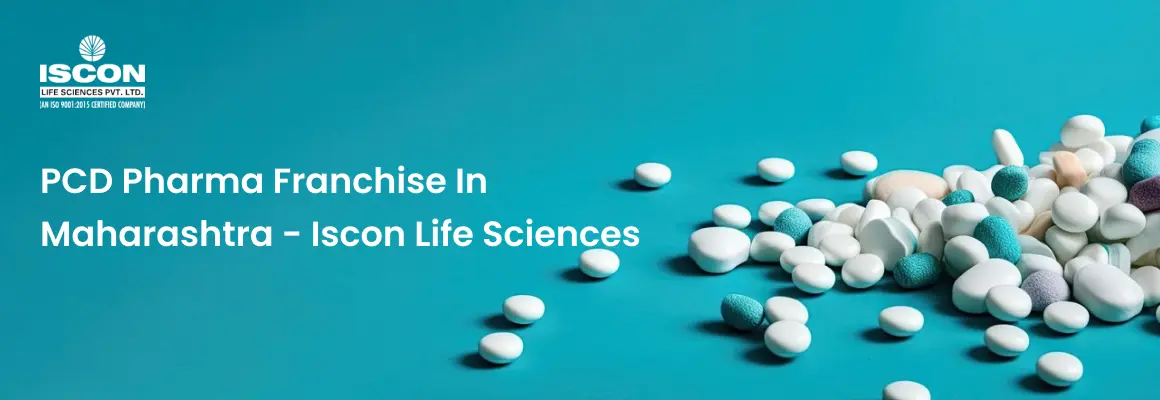 ISCON
LIFE SCIENCES PVT. LTD.
[AN ISO 9001:2015 CERTIFIED COMPANY]
PCD Pharma Franchise In
Maharashtra - Iscon Life Sciences